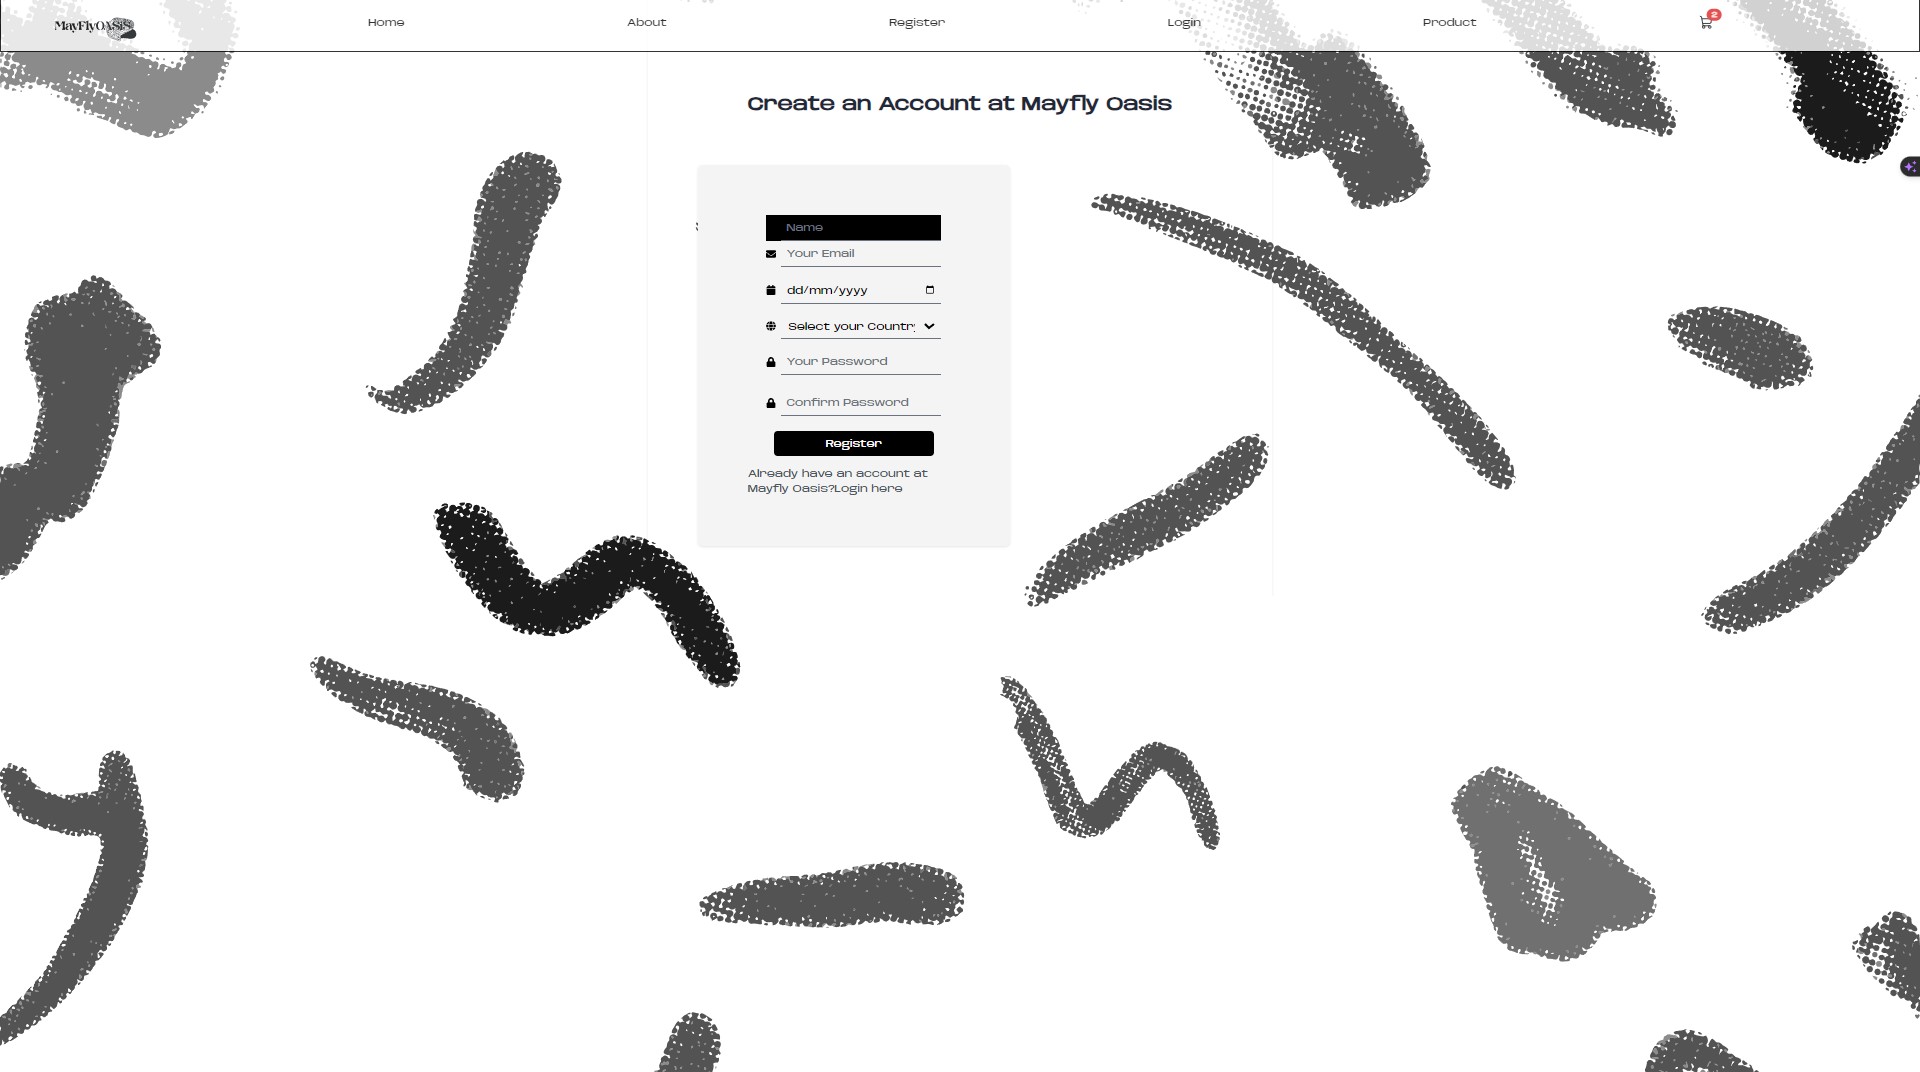 MayFlyOASIS
Home
About
Register
Login
Product
2
Create an Account at Mayfly Oasis
Name
Your Email
dd/mm/yyyy
Select your Countr
Your Password
Confirm Password
Register
Already have an account at
Mayfly Oasis?Login here